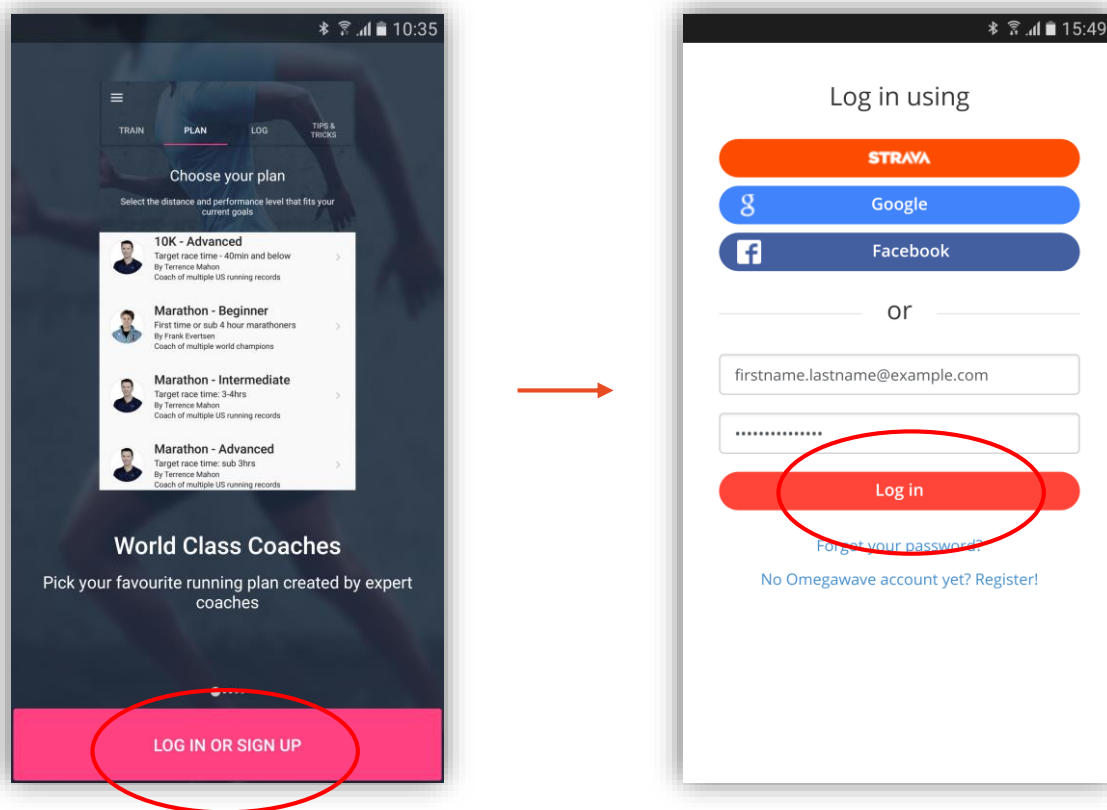 10:35
TRAIN PLAN LOG TIPS &
TRICKS
Choose your plan
Select the distance and performance level that fits your
current goals
10K - Advanced
Target race time - 40min and below
By Terrence Mahon
Coach of multiple US running records
Marathon - Beginner
First time or sub 4 hour marathoners
By Frank Evertsen
Coach of multiple world champions
Marathon - Intermediate
Target race time: 3-4hrs
By Terrence Mahon
Coach of multiple US running records
Marathon - Advanced
Target race time: sub 3hrs
By Terrence Mahon
Coach of multiple US running records
World Class Coaches
Pick your favourite running plan created by expert
coaches
LOG IN OR SIGN UP
15:49
Log in using
STRAVA
g Google
f Facebook
or
firstname.lastname@example.com
•••••••••••••••
Log in
Forgot your password?
No Omegawave account yet? Register!